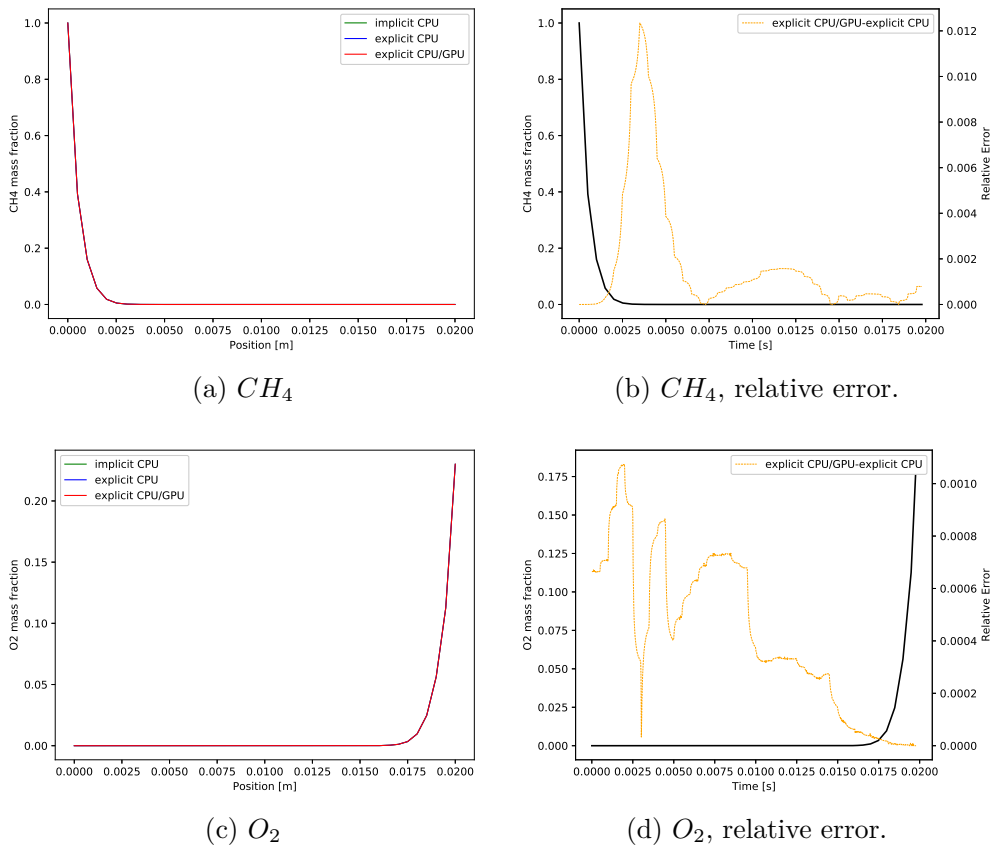 1.0
0.8
0.6
0.4
0.2
0.0
CH4 mass fraction
implicit CPU
explicit CPU
explicit CPU/GPU
0.0000 0.0025 0.0050 0.0075 0.0100 0.0125 0.0150 0.0175 0.0200
Position [m]
(a) CH4
1.0
0.8
0.6
0.4
0.2
0.0
CH4 mass fraction
explicit CPU/GPU-explicit CPU
0.012
0.010
0.008
0.006
0.004
0.002
0.000
Relative Error
0.0000 0.0025 0.0050 0.0075 0.0100 0.0125 0.0150 0.0175 0.0200
Time [s]
(b) CH4, relative error.
0.20
0.15
0.10
0.05
0.00
O2 mass fraction
implicit CPU
explicit CPU
explicit CPU/GPU
0.0000 0.0025 0.0050 0.0075 0.0100 0.0125 0.0150 0.0175 0.0200
Position [m]
(c) O2
0.175
0.150
0.125
0.100
0.075
0.050
0.025
0.000
O2 mass fraction
explicit CPU/GPU-explicit CPU
0.0010
0.0008
0.0006
0.0004
0.0002
0.0000
Relative Error
0.0000 0.0025 0.0050 0.0075 0.0100 0.0125 0.0150 0.0175 0.0200
Time [s]
(d) O2, relative error.